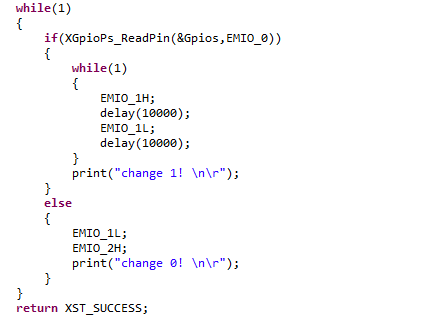 while(1)
{
    if(XGpioPs_ReadPin(&Gpios,EMIO_0))
    {
        while(1)
        {
            EMIO_1H;
            delay(10000);
            EMIO_1L;
            delay(10000);
        }
        print("change 1! \n\r");
    }
    else
    {
        EMIO_1L;
        EMIO_2H;
        print("change 0! \n\r");
    }
}
return XST_SUCCESS;